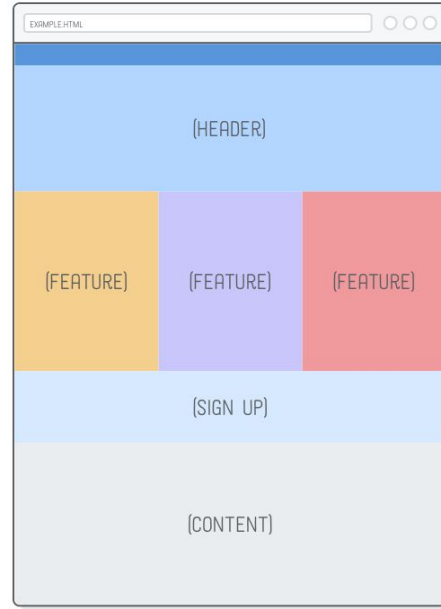 EXAMPLE.HTML
(HEADER)
(FEATURE) (FEATURE) (FEATURE)
(SIGN UP)
(CONTENT)